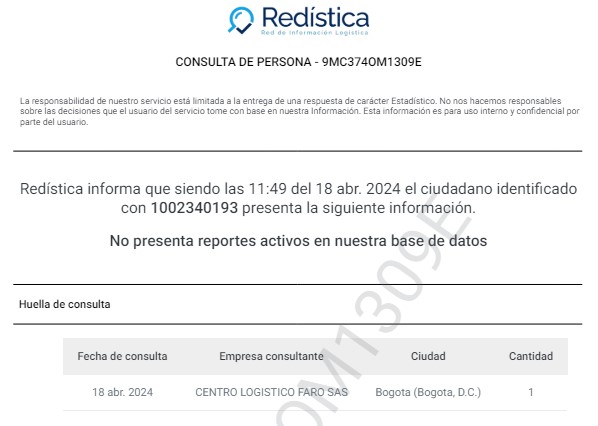 Redística
Red de Información Logística
CONSULTA DE PERSONA - 9MC374OM1309E
La responsabilidad de nuestro servicio está limitada a la entrega de una respuesta de carácter Estadístico. No nos hacemos responsables
sobre las decisiones que el usuario del servicio tome con base en nuestra Información. Esta información es para uso interno y confidencial por
parte del usuario.
Redística informa que siendo las 11:49 del 18 abr. 2024 el ciudadano identificado
con 1002340193 presenta la siguiente información.
No presenta reportes activos en nuestra base de datos
Huella de consulta
Fecha de consulta Empresa consultante Ciudad Cantidad
18 abr. 2024 CENTRO LOGISTICO FARO SAS Bogota (Bogota, D.C.) 1
OM1309E